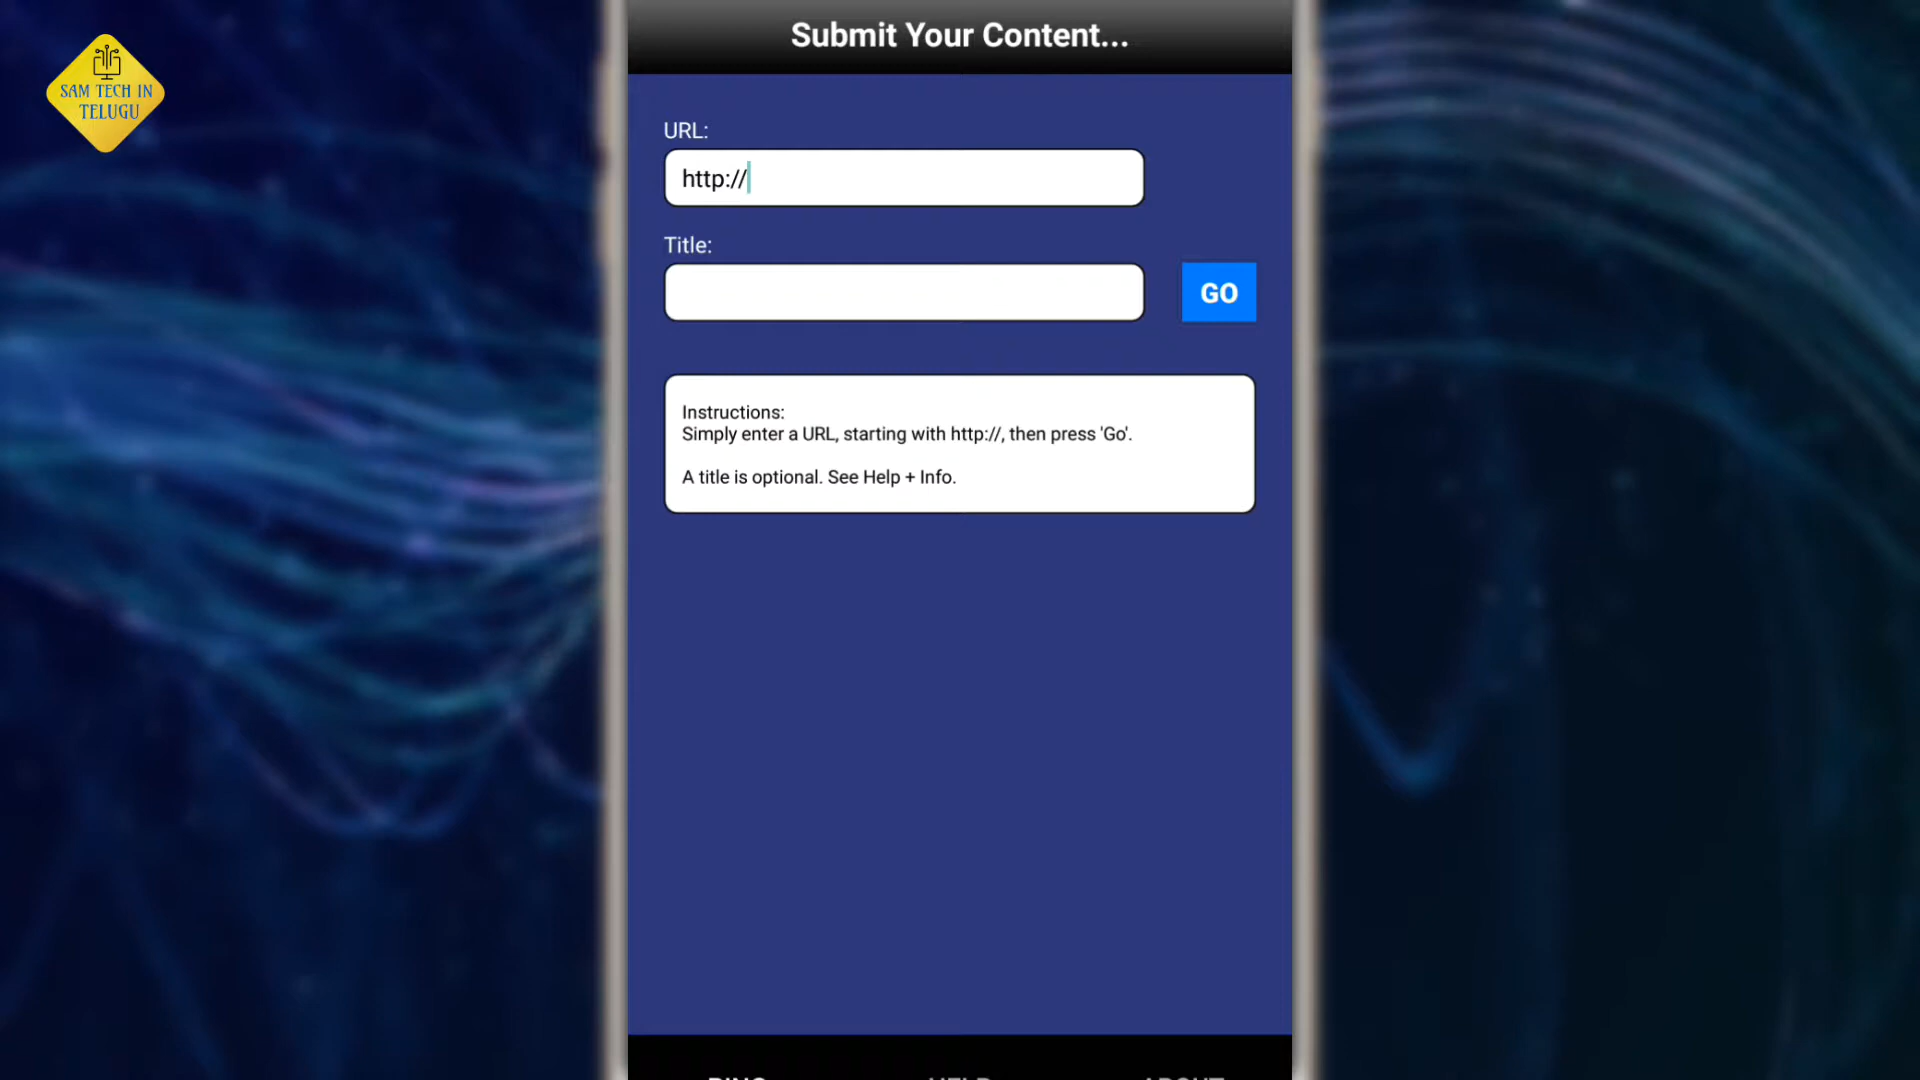 Submit Your Content...
SAM TECH IN
TELUGU
URL:
http://
Title:
GO
Instructions:
Simply enter a URL, starting with http://, then press 'Go'.
A title is optional. See Help + Info.